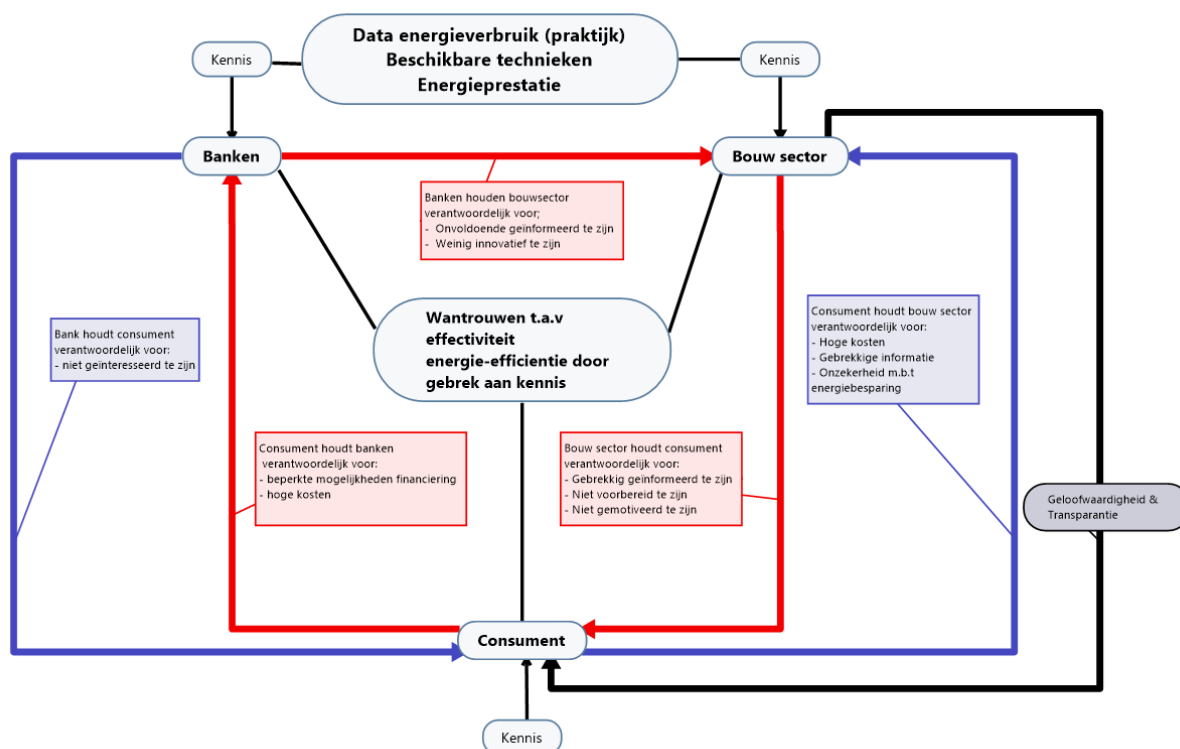 Data energieverbruik (praktijk)
Beschikbare technieken
Energieprestatie
Kennis
Kennis
Banken
Bouw sector
Banken houden bouwsector
verantwoordelijk voor;
- Onvoldoende geïnformeerd te zijn
- Weinig innovatief te zijn
Wantrouwen t.a.v
effectiviteit
energie-efficientie door
gebrek aan kennis
Bank houdt consument
verantwoordelijk voor:
- niet geïnteresseerd te zijn
Consument houdt bouw sector
verantwoordelijk voor:
- Hoge kosten
- Gebrekkige informatie
- Onzekerheid m.b.t
energiebesparing
Consument houdt banken
verantwoordelijk voor:
- beperkte mogelijkheden financiering
- hoge kosten
Bouw sector houdt consument
verantwoordelijk voor:
- Gebrekkig geïnformeerd te zijn
- Niet voorbereid te zijn
- Niet gemotiveerd te zijn
Geloofwaardigheid &
Transparantie
Consument
Kennis